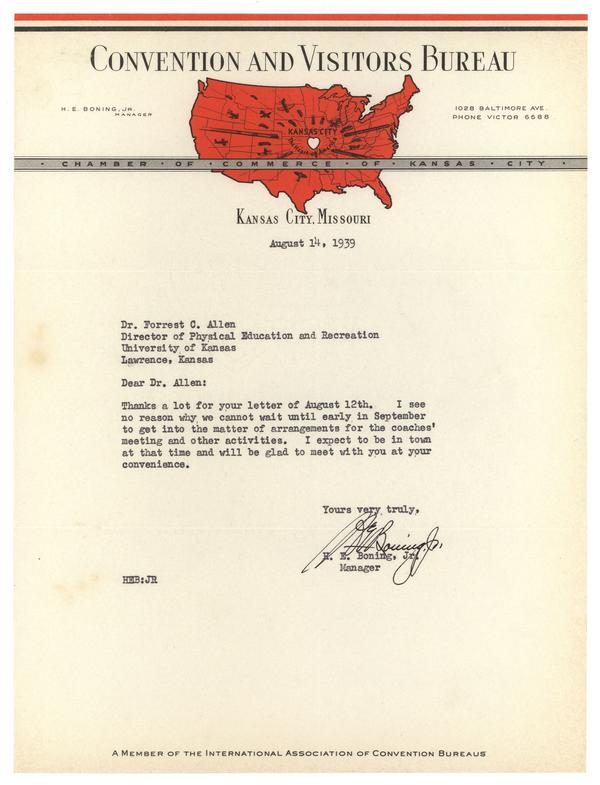 CONVENTION AND VISITORS BUREAU
H. E. BONING, JR.
MANAGER
1028 BALTIMORE AVE.
PHONE VICTOR 6688
KANSAS CITY
· CHAMBER · OF · COMMERCE · OF · KANSAS · CITY ·
KANSAS CITY, MISSOURI
August 14, 1939
Dr. Forrest C. Allen
Director of Physical Education and Recreation
University of Kansas
Lawrence, Kansas
Dear Dr. Allen:
Thanks a lot for your letter of August 12th. I see
no reason why we cannot wait until early in September
to get into the matter of arrangements for the coaches'
meeting and other activities. I expect to be in town
at that time and will be glad to meet with you at your
convenience.
Yours very truly,
HE Boning, Jr.
H. E. Boning, Jr.
Manager
HEB:JR
A MEMBER OF THE INTERNATIONAL ASSOCIATION OF CONVENTION BUREAUS